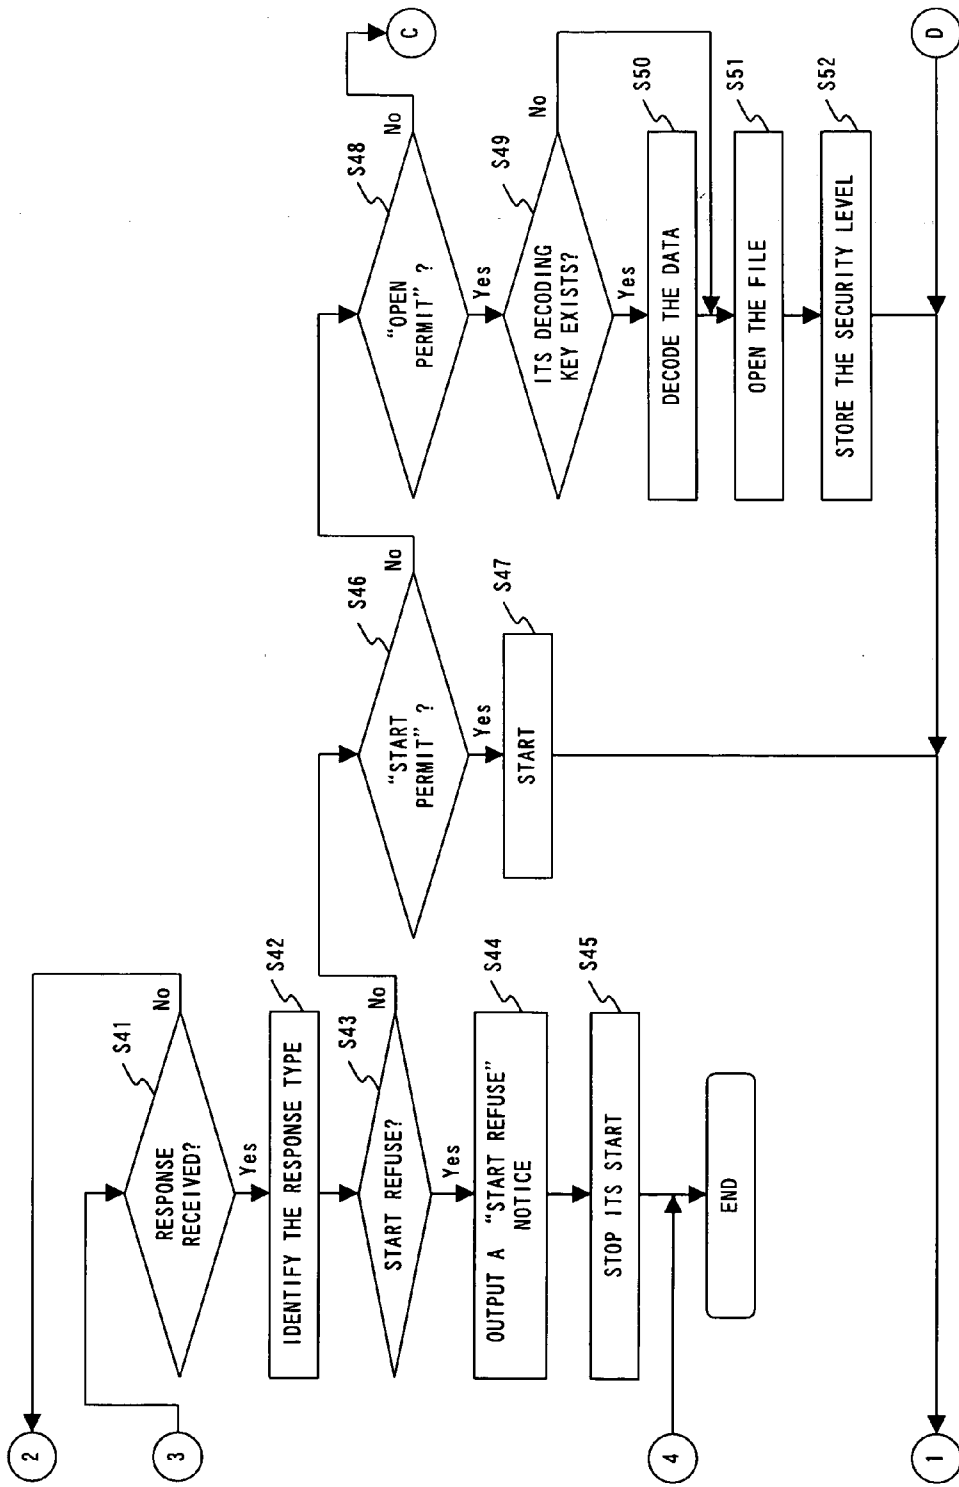 2
3
RESPONSE
RECEIVED?
S41
No
Yes
IDENTIFY THE RESPONSE TYPE
S42
START REFUSE?
S43
No
Yes
OUTPUT A "START REFUSE"
NOTICE
S44
STOP ITS START
S45
4
END
"START
PERMIT" ?
S46
No
Yes
START
S47
"OPEN
PERMIT" ?
S48
No
C
Yes
ITS DECODING
KEY EXISTS?
S49
No
Yes
DECODE THE DATA
S50
OPEN THE FILE
S51
STORE THE SECURITY LEVEL
S52
D
1